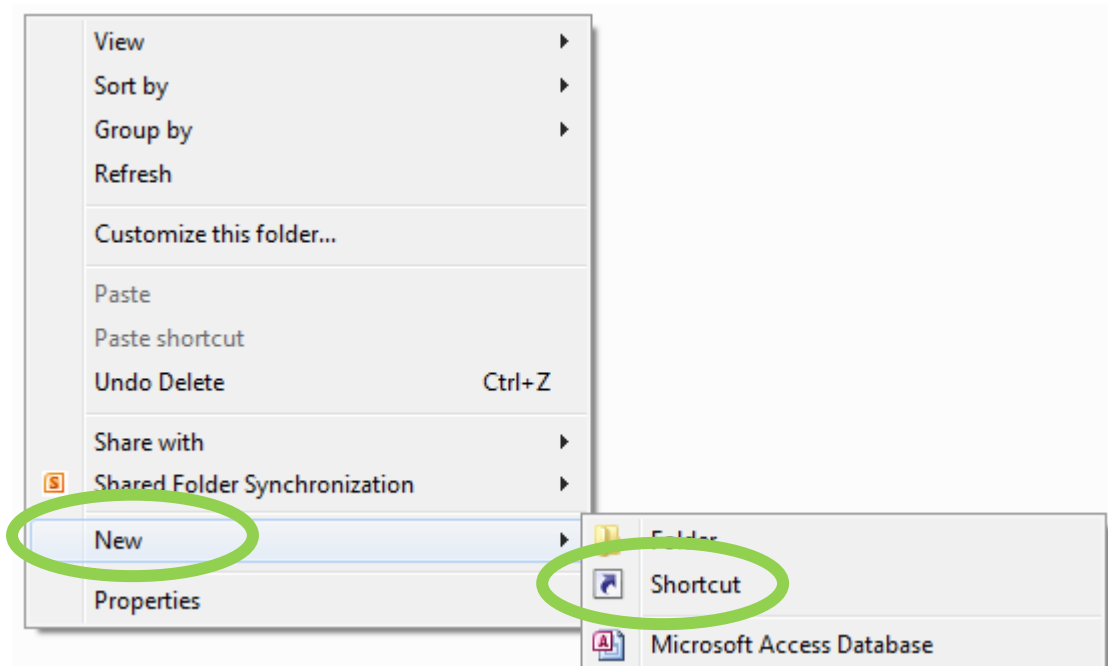 View
Sort by
Group by
Refresh
Customize this folder...
Paste
Paste shortcut
Undo Delete Ctrl+Z
Share with
S Shared Folder Synchronization
New
Folder
Shortcut
Properties
A Microsoft Access Database